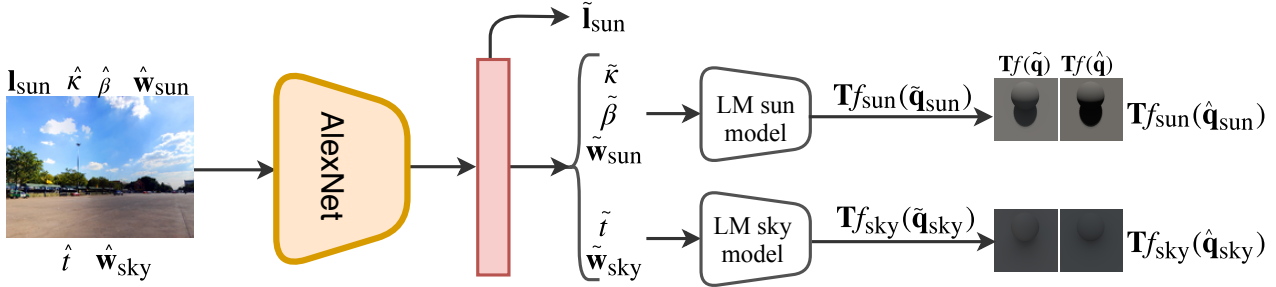 l_sun κ̂ β̂ ŵ_sun
t̂ ŵ_sky
AlexNet
l̃_sun
κ̃
β̃
w̃_sun
t̃
w̃_sky
LM sun
model
Tf_sun(q̃_sun)
Tf(q̃) Tf(q̂)
Tf_sun(q̂_sun)
LM sky
model
Tf_sky(q̃_sky)
Tf_sky(q̂_sky)